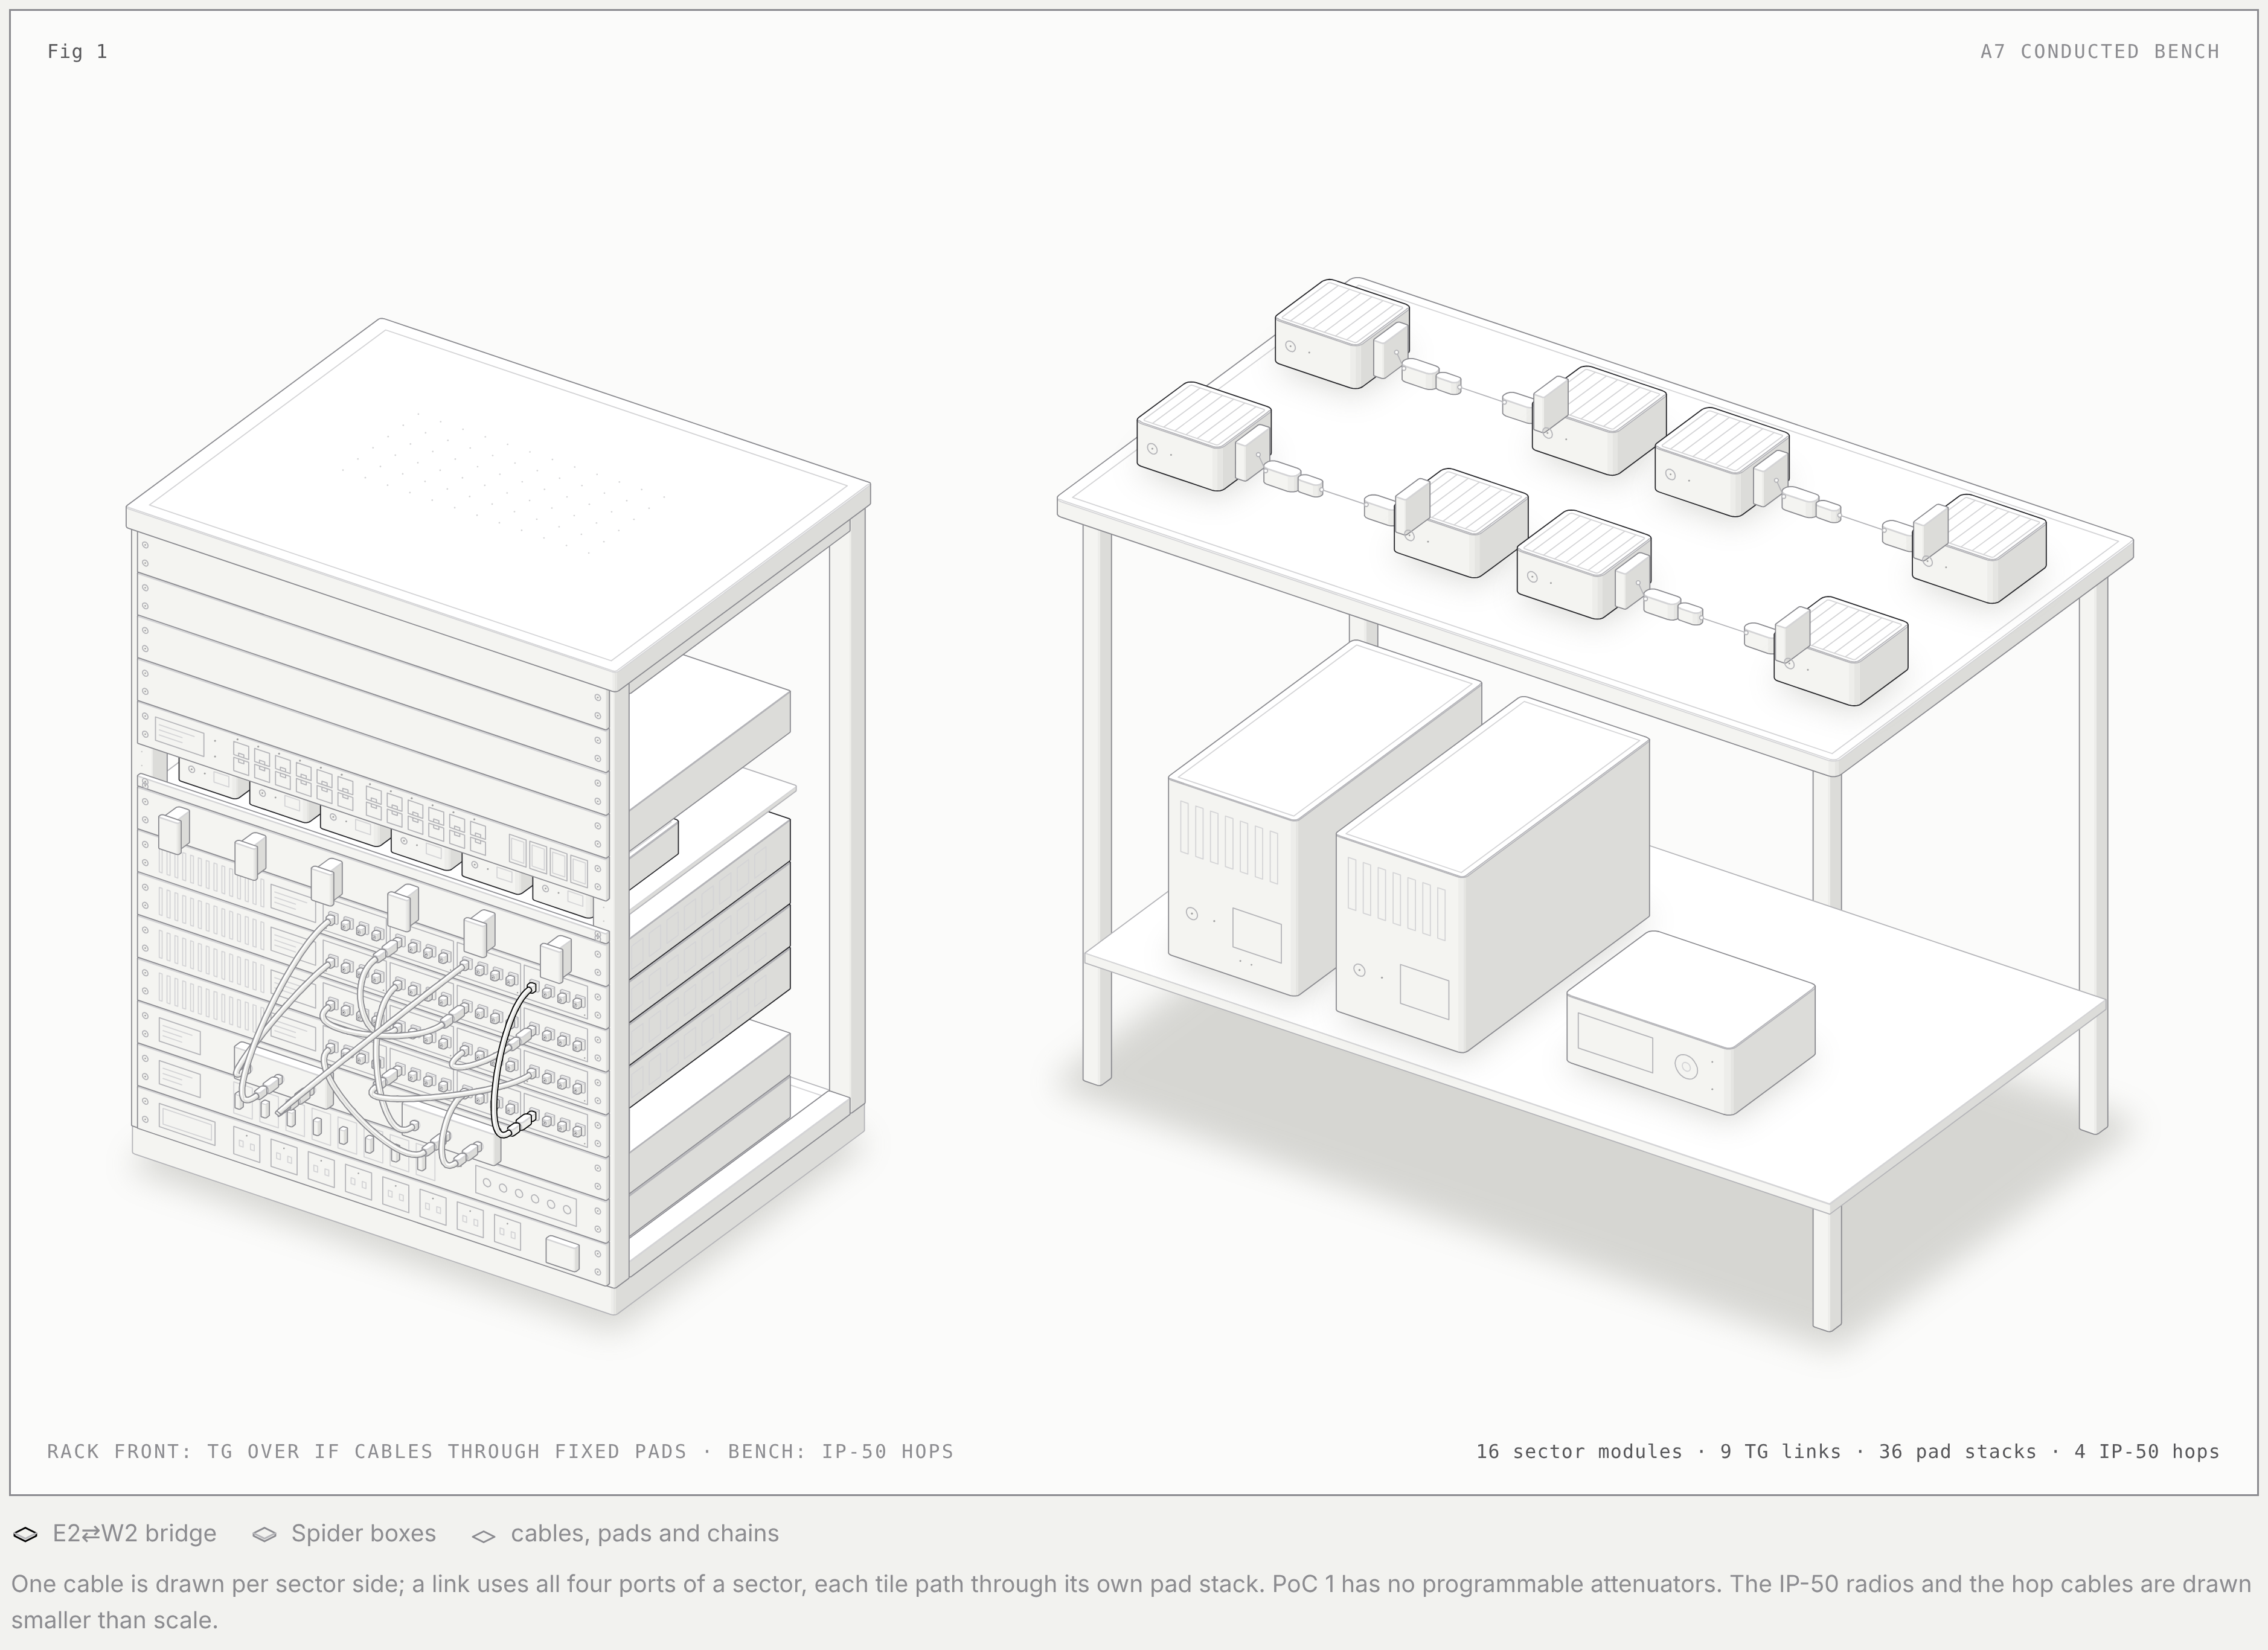 Fig 1
A7 CONDUCTED BENCH
RACK FRONT: TG OVER IF CABLES THROUGH FIXED PADS · BENCH: IP-50 HOPS
16 sector modules · 9 TG links · 36 pad stacks · 4 IP-50 hops
E2⇄W2 bridge
Spider boxes
cables, pads and chains
One cable is drawn per sector side; a link uses all four ports of a sector, each tile path through its own pad stack. PoC 1 has no programmable attenuators. The IP-50 radios and the hop cables are drawn
smaller than scale.